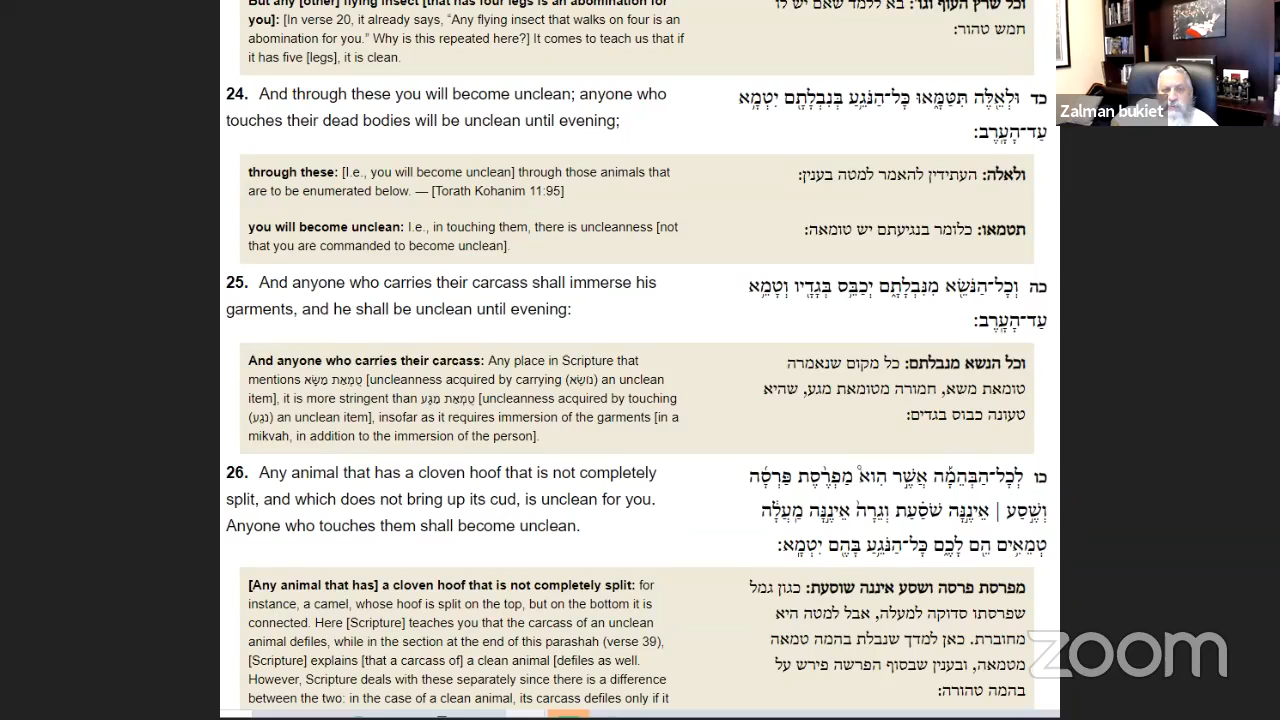 But any [other] flying insect [that has four legs is an abomination for
you]: [In verse 20, it already says, “Any flying insect that walks on four is an
abomination for you.” Why is this repeated here?] It comes to teach us that if
it has five [legs], it is clean.
וכל שרץ העוף וגו': בא ללמד שאם יש לו
חמש טהור:
24. And through these you will become unclean; anyone who
touches their dead bodies will be unclean until evening;
כד וּלְאֵ֖לֶּה תִּטַּמָּ֑אוּ כָּל־הַנֹּגֵ֥עַ בְּנִבְלָתָ֖ם יִטְמָ֥א
עַד־הָעָֽרֶב:
through these: [I.e., you will become unclean] through those animals that
are to be enumerated below. — [Torath Kohanim 11:95]
ולאלה: העתידין להאמר למטה בענין:
you will become unclean: I.e., in touching them, there is uncleanness [not
that you are commanded to become unclean].
תטמאו: כלומר בנגיעתם יש טומאה:
25. And anyone who carries their carcass shall immerse his
garments, and he shall be unclean until evening:
כה וְכָל־הַנֹּשֵׂ֖א מִנִּבְלָתָ֑ם יְכַבֵּ֥ס בְּגָדָ֖יו וְטָמֵ֥א
עַד־הָעָֽרֶב:
And anyone who carries their carcass: Any place in Scripture that
mentions טֻמְאַת מַשָּׂא [uncleanness acquired by carrying (נוֹשֵׂא) an unclean
item], it is more stringent than טֻמְאַת מַגָּע [uncleanness acquired by touching
(נֹגֵעַ) an unclean item], insofar as it requires immersion of the garments [in a
mikvah, in addition to the immersion of the person].
וכל הנשא מנבלתם: כל מקום שנאמרה
טומאת משא, חמורה מטומאת מגע, שהיא
טעונה כבוס בגדים:
26. Any animal that has a cloven hoof that is not completely
split, and which does not bring up its cud, is unclean for you.
Anyone who touches them shall become unclean.
כו לְכָל־הַבְּהֵמָ֡ה אֲשֶׁ֣ר הִוא֩ מַפְרֶ֨סֶת פַּרְסָ֜ה
וְשֶׁ֣סַע | אֵינֶ֣נָּה שֹׁסַ֗עַת וְגֵרָה֙ אֵינֶ֣נָּה מַֽעֲלָ֔ה
טְמֵאִ֥ים הֵ֖ם לָכֶ֑ם כָּל־הַנֹּגֵ֥עַ בָּהֶ֖ם יִטְמָֽא:
[Any animal that has] a cloven hoof that is not completely split: for
instance, a camel, whose hoof is split on the top, but on the bottom it is
connected. Here [Scripture] teaches you that the carcass of an unclean
animal defiles, while in the section at the end of this parashah (verse 39),
[Scripture] explains [that a carcass of] a clean animal [defiles as well.
However, Scripture deals with these separately since there is a difference
between the two: in the case of a clean animal, its carcass defiles only if it
מפרסת פרסה ושסע איננה שוסעת: כגון גמל
שפרסתו סדוקה למעלה, אבל למטה היא
מחוברת. כאן למדך שנבלת בהמה טמאה
מטמאה, ובענין שבסוף הפרשה פירש על
בהמה טהורה:
Zalman bukiet
zoom